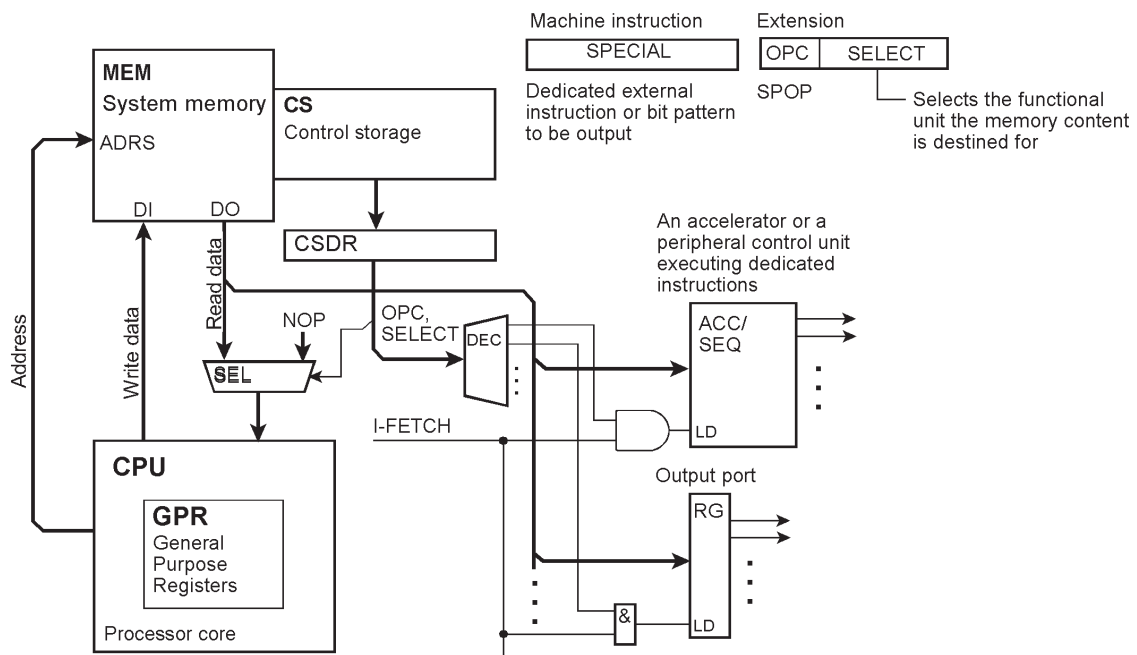 Machine instruction
SPECIAL
Dedicated external
instruction or bit pattern
to be output
Extension
OPC SELECT
SPOP
Selects the functional
unit the memory content
is destined for
MEM
System memory
ADRS
DI DO
CS
Control storage
CSDR
Address
Write data
Read data
NOP
OPC,
SELECT
SEL
DEC
I-FETCH
An accelerator or a
peripheral control unit
executing dedicated
instructions
ACC/
SEQ
LD
Output port
RG
&
LD
CPU
GPR
General
Purpose
Registers
Processor core